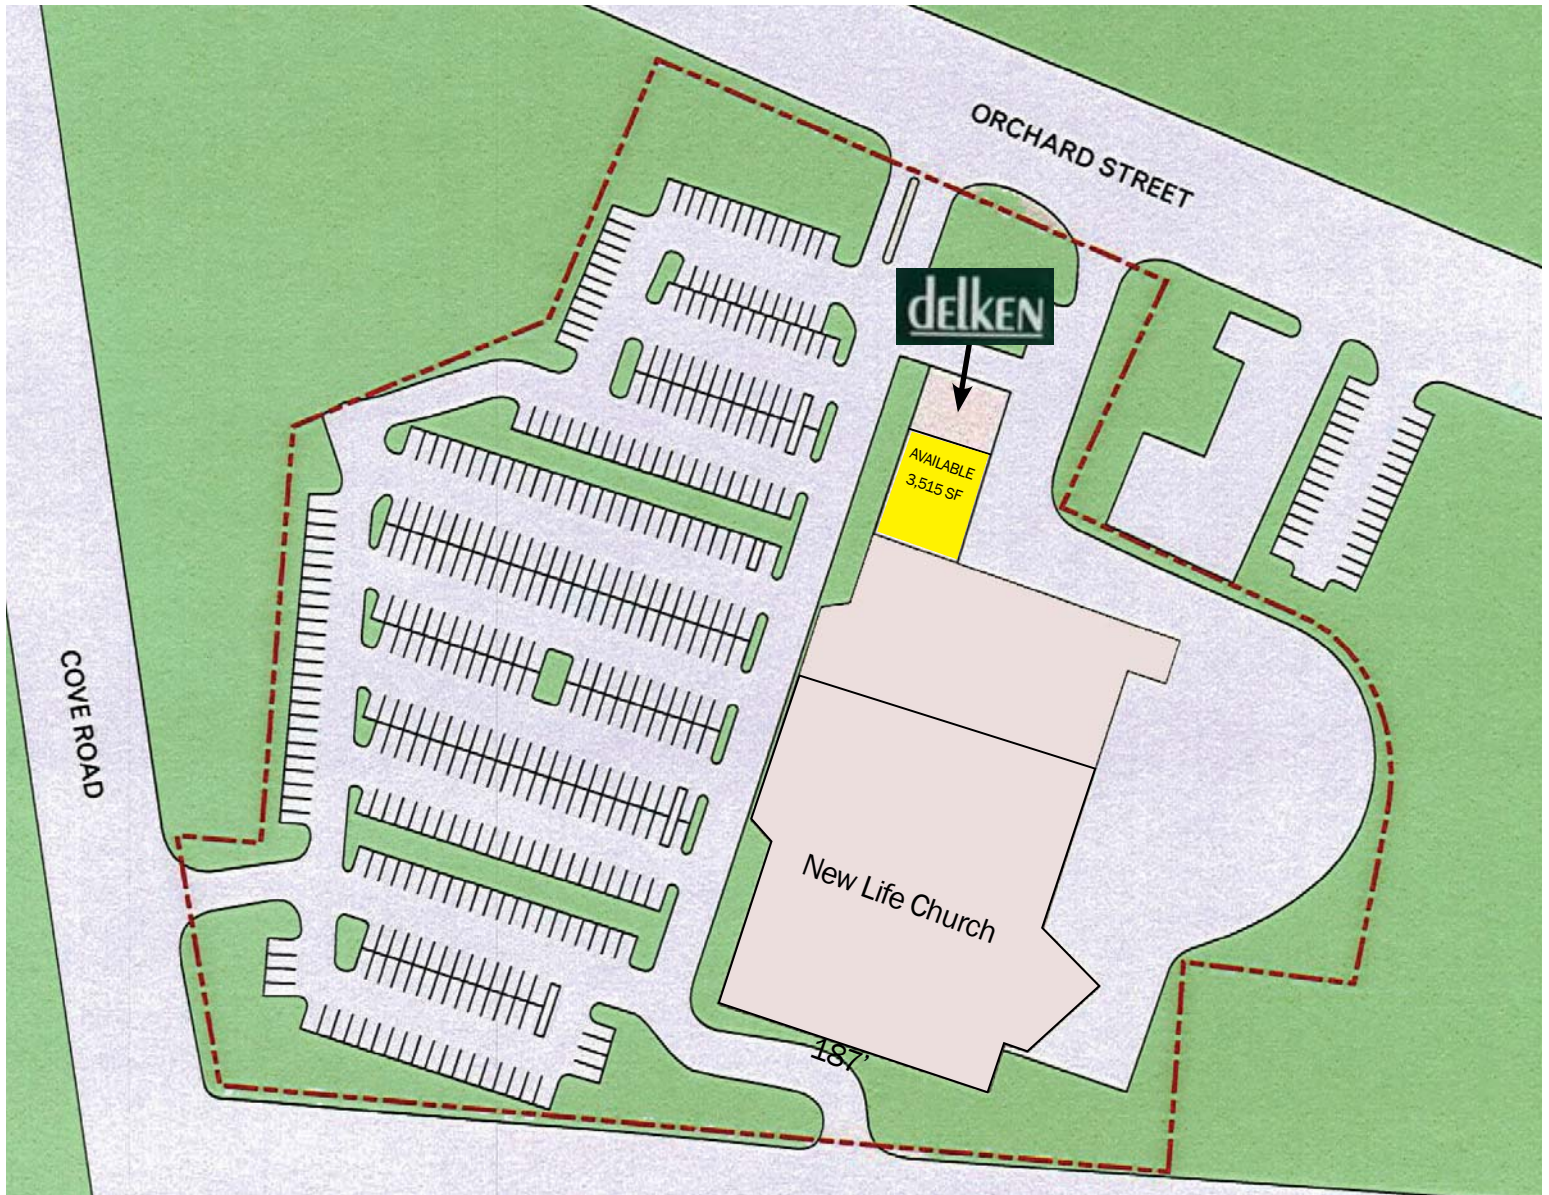 ORCHARD STREET
delKEN
AVAILABLE
3,515 SF
COVE ROAD
New Life Church
187'